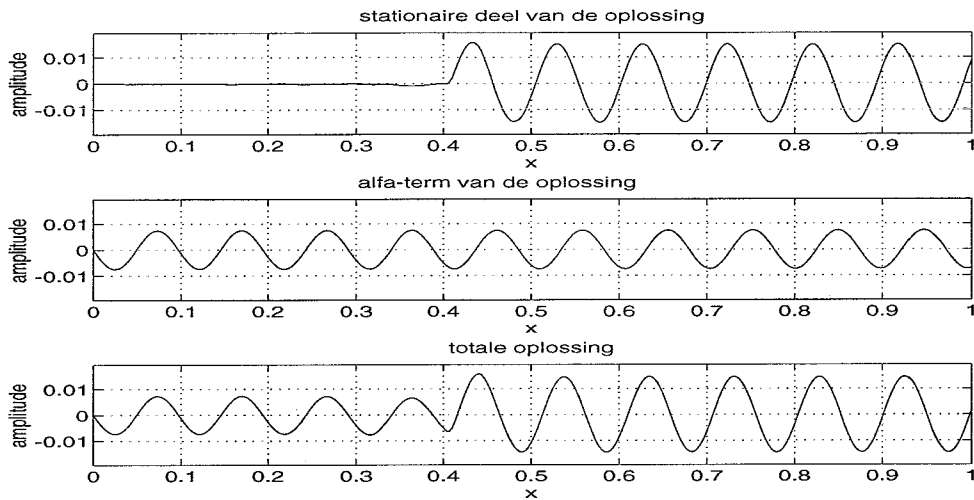 stationaire deel van de oplossing
amplitude
0.01
0
-0.01
0 0.1 0.2 0.3 0.4 0.5 0.6 0.7 0.8 0.9 1
x
alfa-term van de oplossing
amplitude
0.01
0
-0.01
0 0.1 0.2 0.3 0.4 0.5 0.6 0.7 0.8 0.9 1
x
totale oplossing
amplitude
0.01
0
-0.01
0 0.1 0.2 0.3 0.4 0.5 0.6 0.7 0.8 0.9 1
x